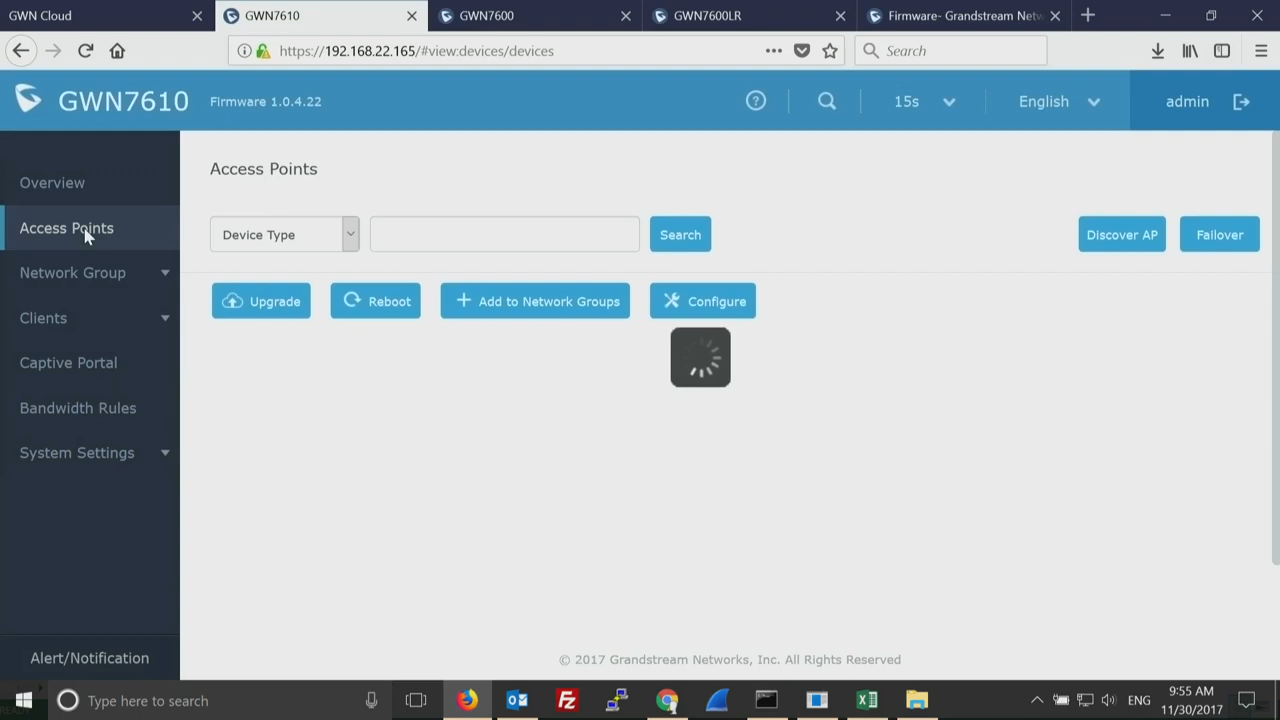 GWN Cloud
GWN7610
GWN7600
GWN7600LR
Firmware- Grandstream Netw
https://192.168.22.165/#view:devices/devices
Search
GWN7610
Firmware 1.0.4.22
15s
English
admin
Overview
Access Points
Network Group
Clients
Captive Portal
Bandwidth Rules
System Settings
Alert/Notification
Access Points
Device Type
Search
Discover AP
Failover
Upgrade
Reboot
Add to Network Groups
Configure
© 2017 Grandstream Networks, Inc. All Rights Reserved
Type here to search
ENG
9:55 AM
11/30/2017